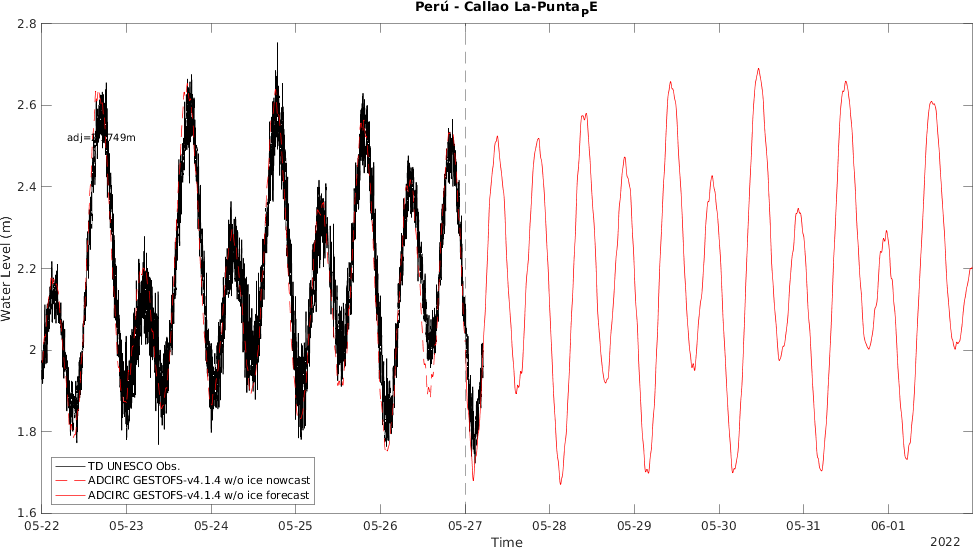 Perú - Callao La-PuntapE
2.8
2.6
2.4
2.2
2
1.8
1.6
Water Level (m)
TD UNESCO Obs.
ADCIRC GESTOFS-v4.1.4 w/o ice nowcast
ADCIRC GESTOFS-v4.1.4 w/o ice forecast
05-22 05-23 05-24 05-25 05-26 05-27 05-28 05-29 05-30 05-31 06-01
Time
2022